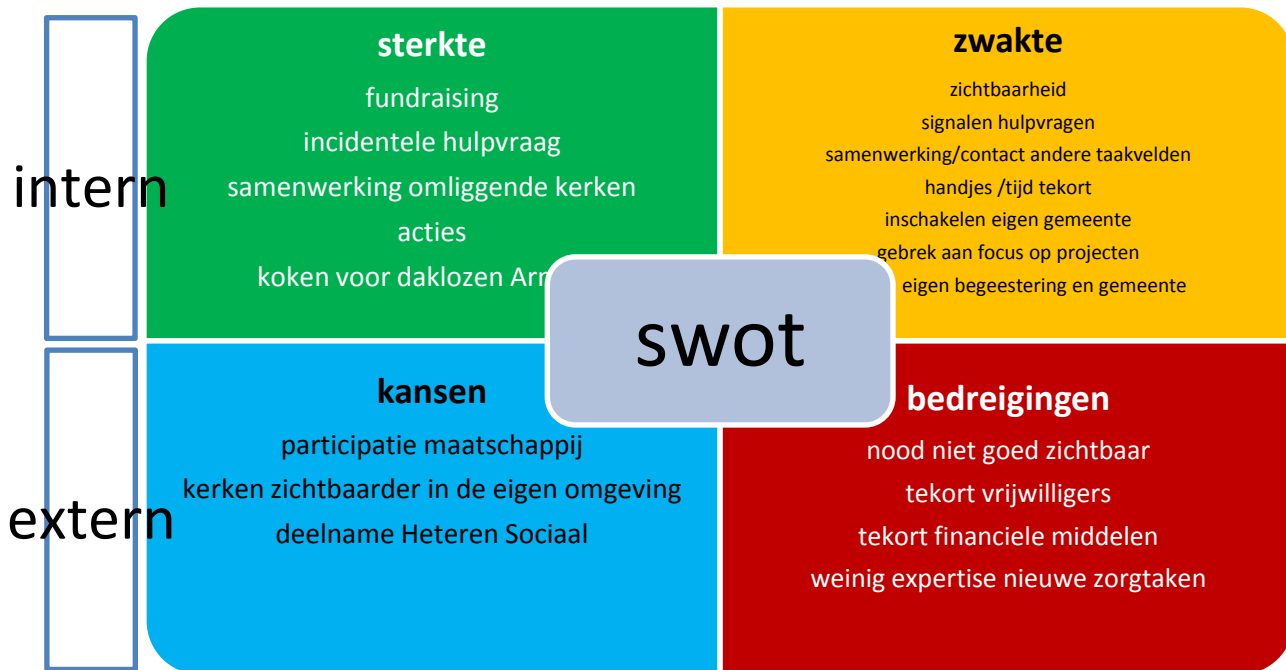 intern
sterkte
fundraising
incidentele hulpvraag
samenwerking omliggende kerken
acties
koken voor daklozen
zwakte
zichtbaarheid
signalen hulpvragen
samenwerking/contact andere taakvelden
handjes /tijd tekort
inschakelen eigen gemeente
gebrek aan focus op projecten
eigen begeestering en gemeente
swot
extern
kansen
participatie maatschappij
kerken zichtbaarder in de eigen omgeving
deelname Heteren Sociaal
bedreigingen
nood niet goed zichtbaar
tekort vrijwilligers
tekort financiele middelen
weinig expertise nieuwe zorgtaken